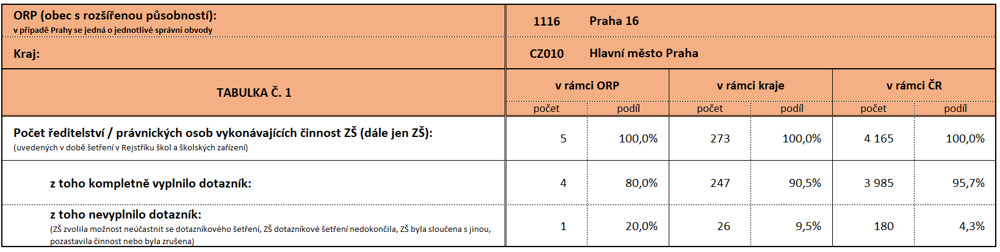 ORP (obec s rozšířenou působností):
v případě Prahy se jedná o jednotlivé správní obvody
1116 Praha 16
Kraj:
CZ010 Hlavní město Praha
TABULKA Č. 1
v rámci ORP v rámci kraje v rámci ČR
počet podíl počet podíl počet podíl
Počet ředitelství / právnických osob vykonávajících činnost ZŠ (dále jen ZŠ):
(uvedených v době šetření v Rejstříku škol a školských zařízení)
5 100,0% 273 100,0% 4 165 100,0%
z toho kompletně vyplnilo dotazník: 4 80,0% 247 90,5% 3 985 95,7%
z toho nevyplnilo dotazník:
(ZŠ zvolila možnost neúčastnit se dotazníkového šetření, ZŠ dotazníkové šetření nedokončila, ZŠ byla sloučena s jinou,
pozastavila činnost nebo byla zrušena)
1 20,0% 26 9,5% 180 4,3%